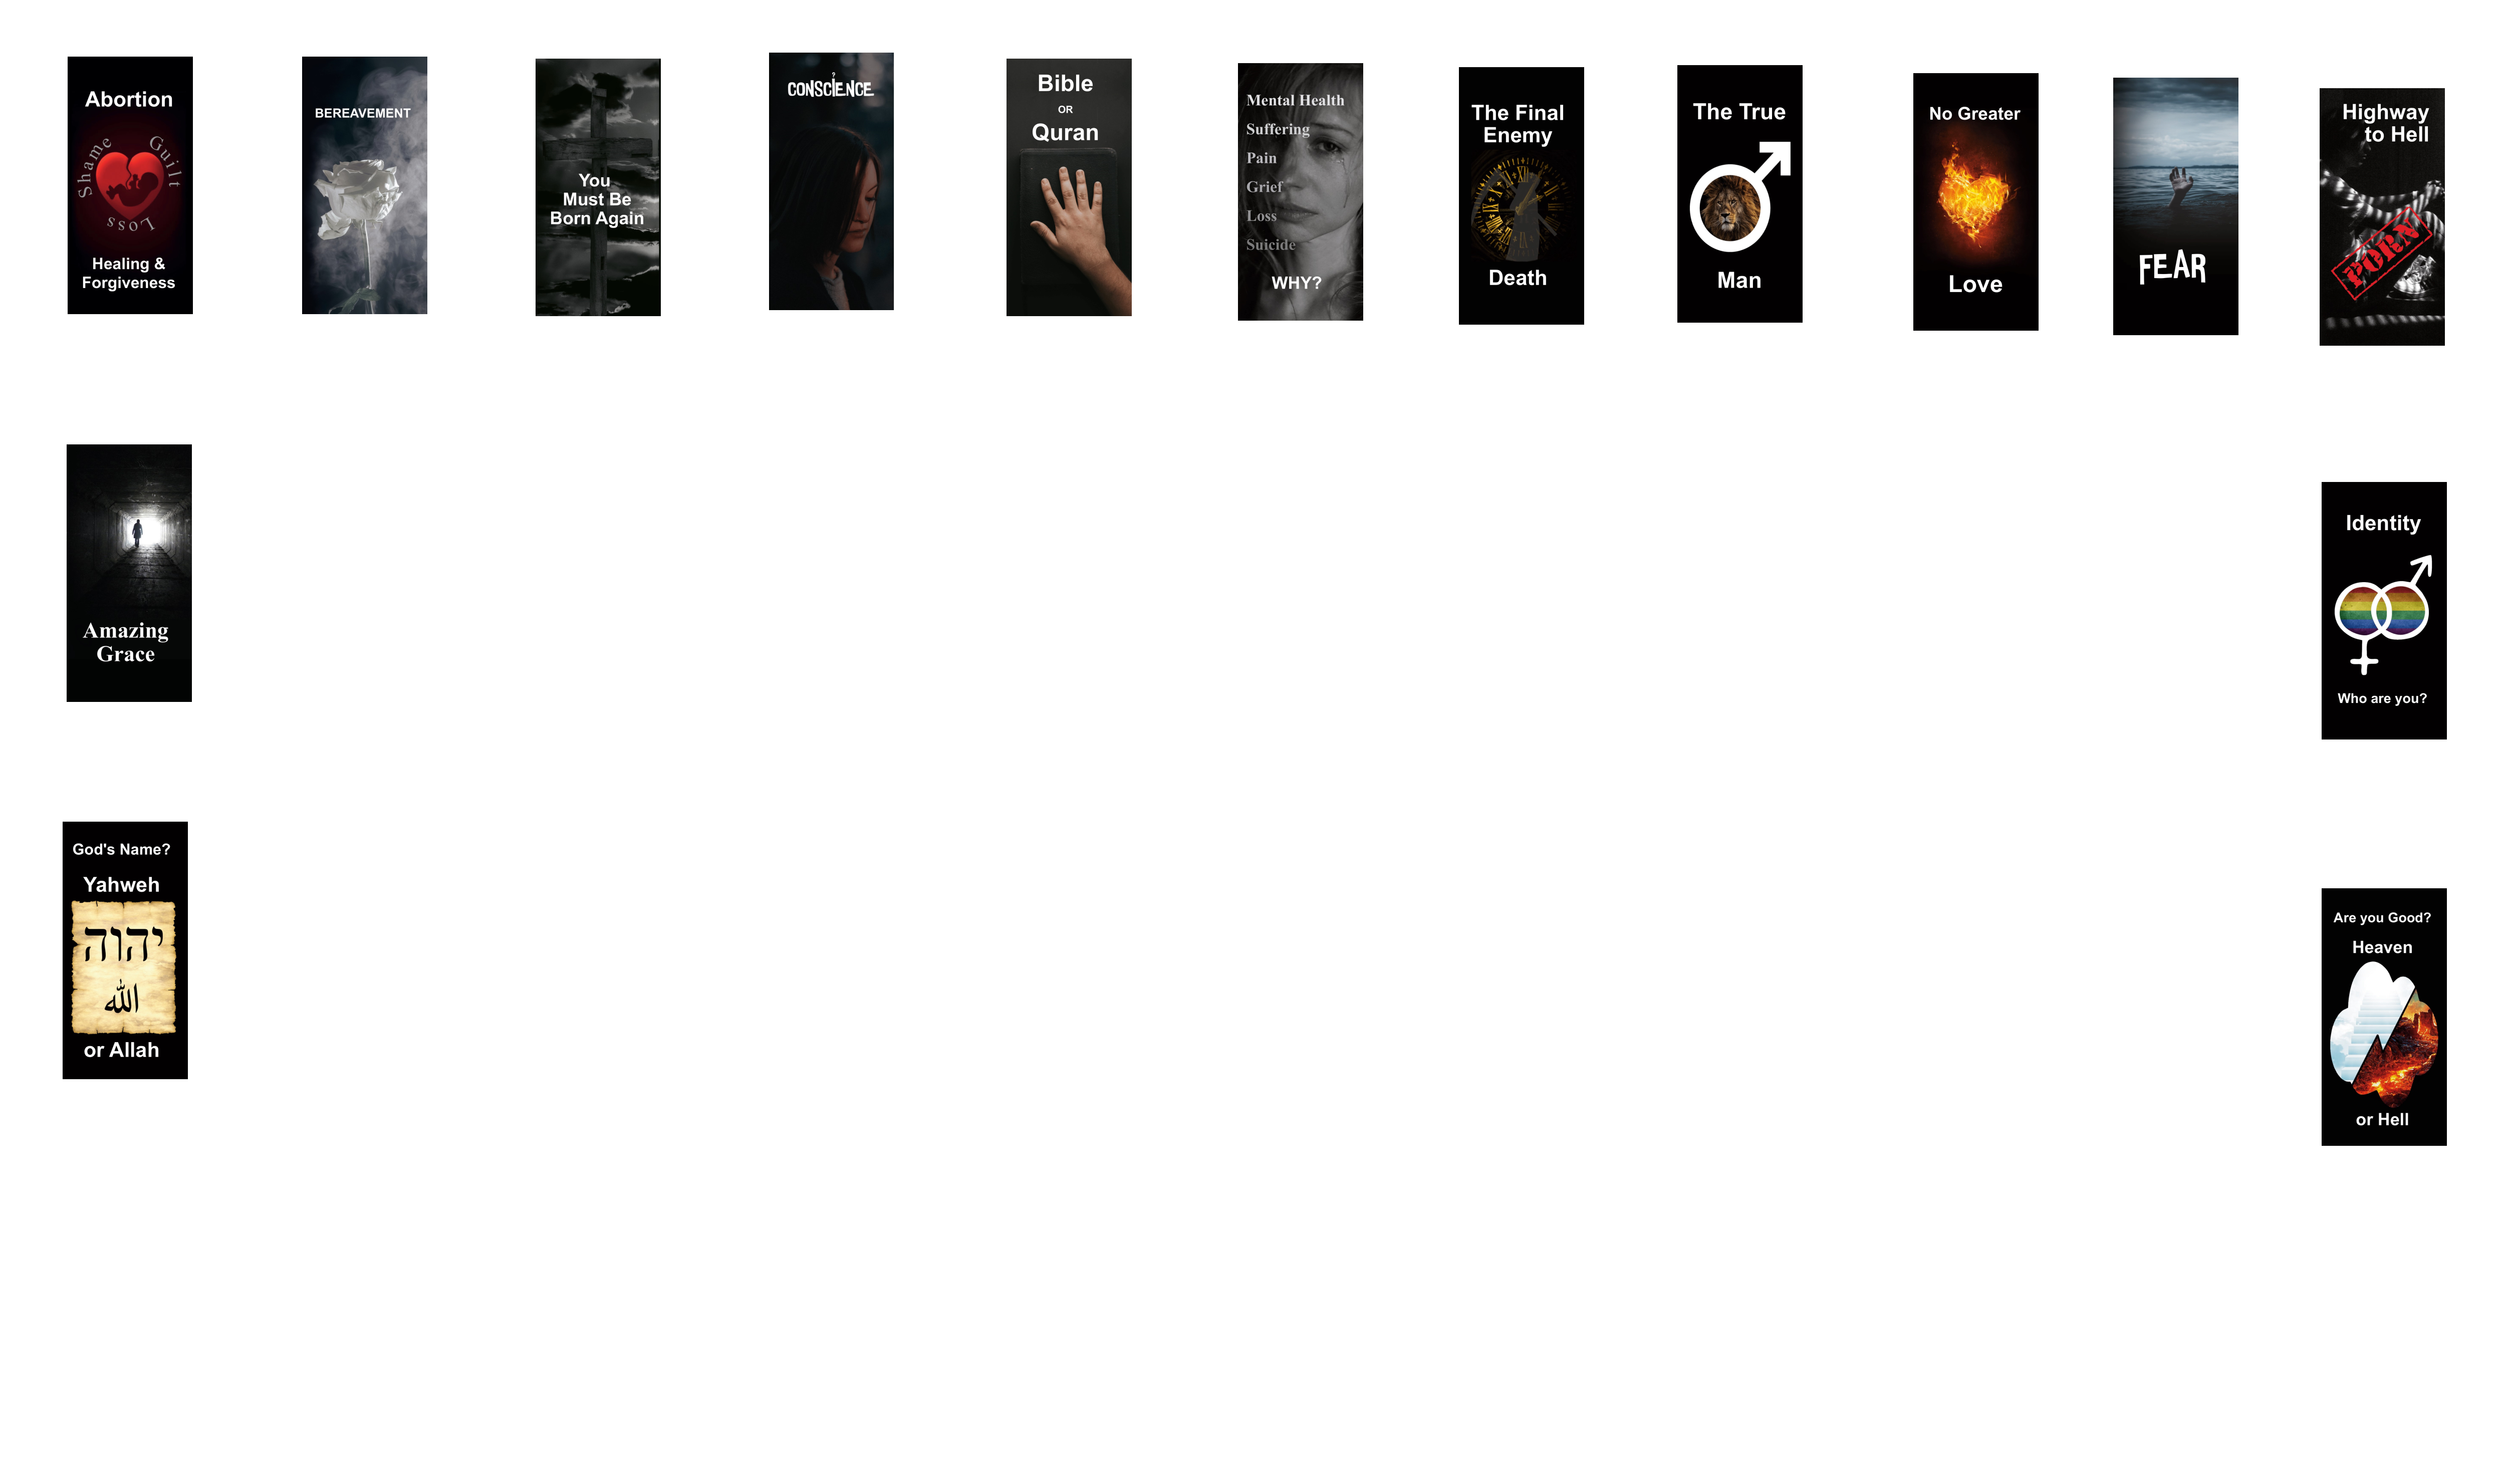 Abortion
Shame
Guilt
Loss
Healing &
Forgiveness
BEREAVEMENT
You
Must Be
Born Again
CONSCIENCE
Bible
OR
Quran
Mental Health
Suffering
Pain
Grief
Loss
Suicide
WHY?
The Final
Enemy
Death
The True
Man
No Greater
Love
FEAR
Highway
to Hell
PORN
Amazing
Grace
Identity
Who are you?
God's Name?
Yahweh
יהוה
الله
or Allah
Are you Good?
Heaven
or Hell